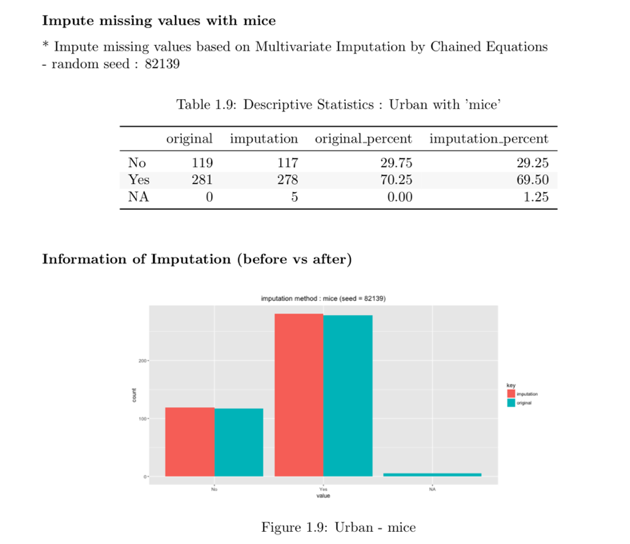 Impute missing values with mice
* Impute missing values based on Multivariate Imputation by Chained Equations
- random seed : 82139
Table 1.9: Descriptive Statistics : Urban with 'mice'
original imputation original_percent imputation_percent
No 119 117 29.75 29.25
Yes 281 278 70.25 69.50
NA 0 5 0.00 1.25
Information of Imputation (before vs after)
imputation method : mice (seed = 82139)
200
100
0
count
No Yes NA
value
key
imputation
original
Figure 1.9: Urban - mice